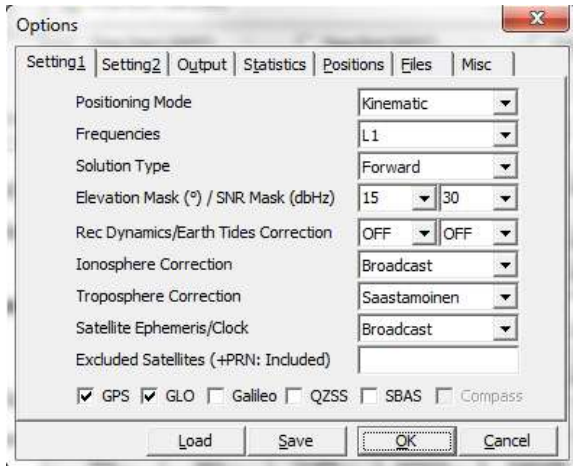 Options
Setting1 Setting2 Output Statistics Positions Files Misc
Positioning Mode Kinematic
Frequencies L1
Solution Type Forward
Elevation Mask (°) / SNR Mask (dbHz) 15 30
Rec Dynamics/Earth Tides Correction OFF OFF
Ionosphere Correction Broadcast
Troposphere Correction Saastamoinen
Satellite Ephemeris/Clock Broadcast
Excluded Satellites (+PRN: Included)
GPS GLO Galileo QZSS SBAS Compass
Load Save OK Cancel